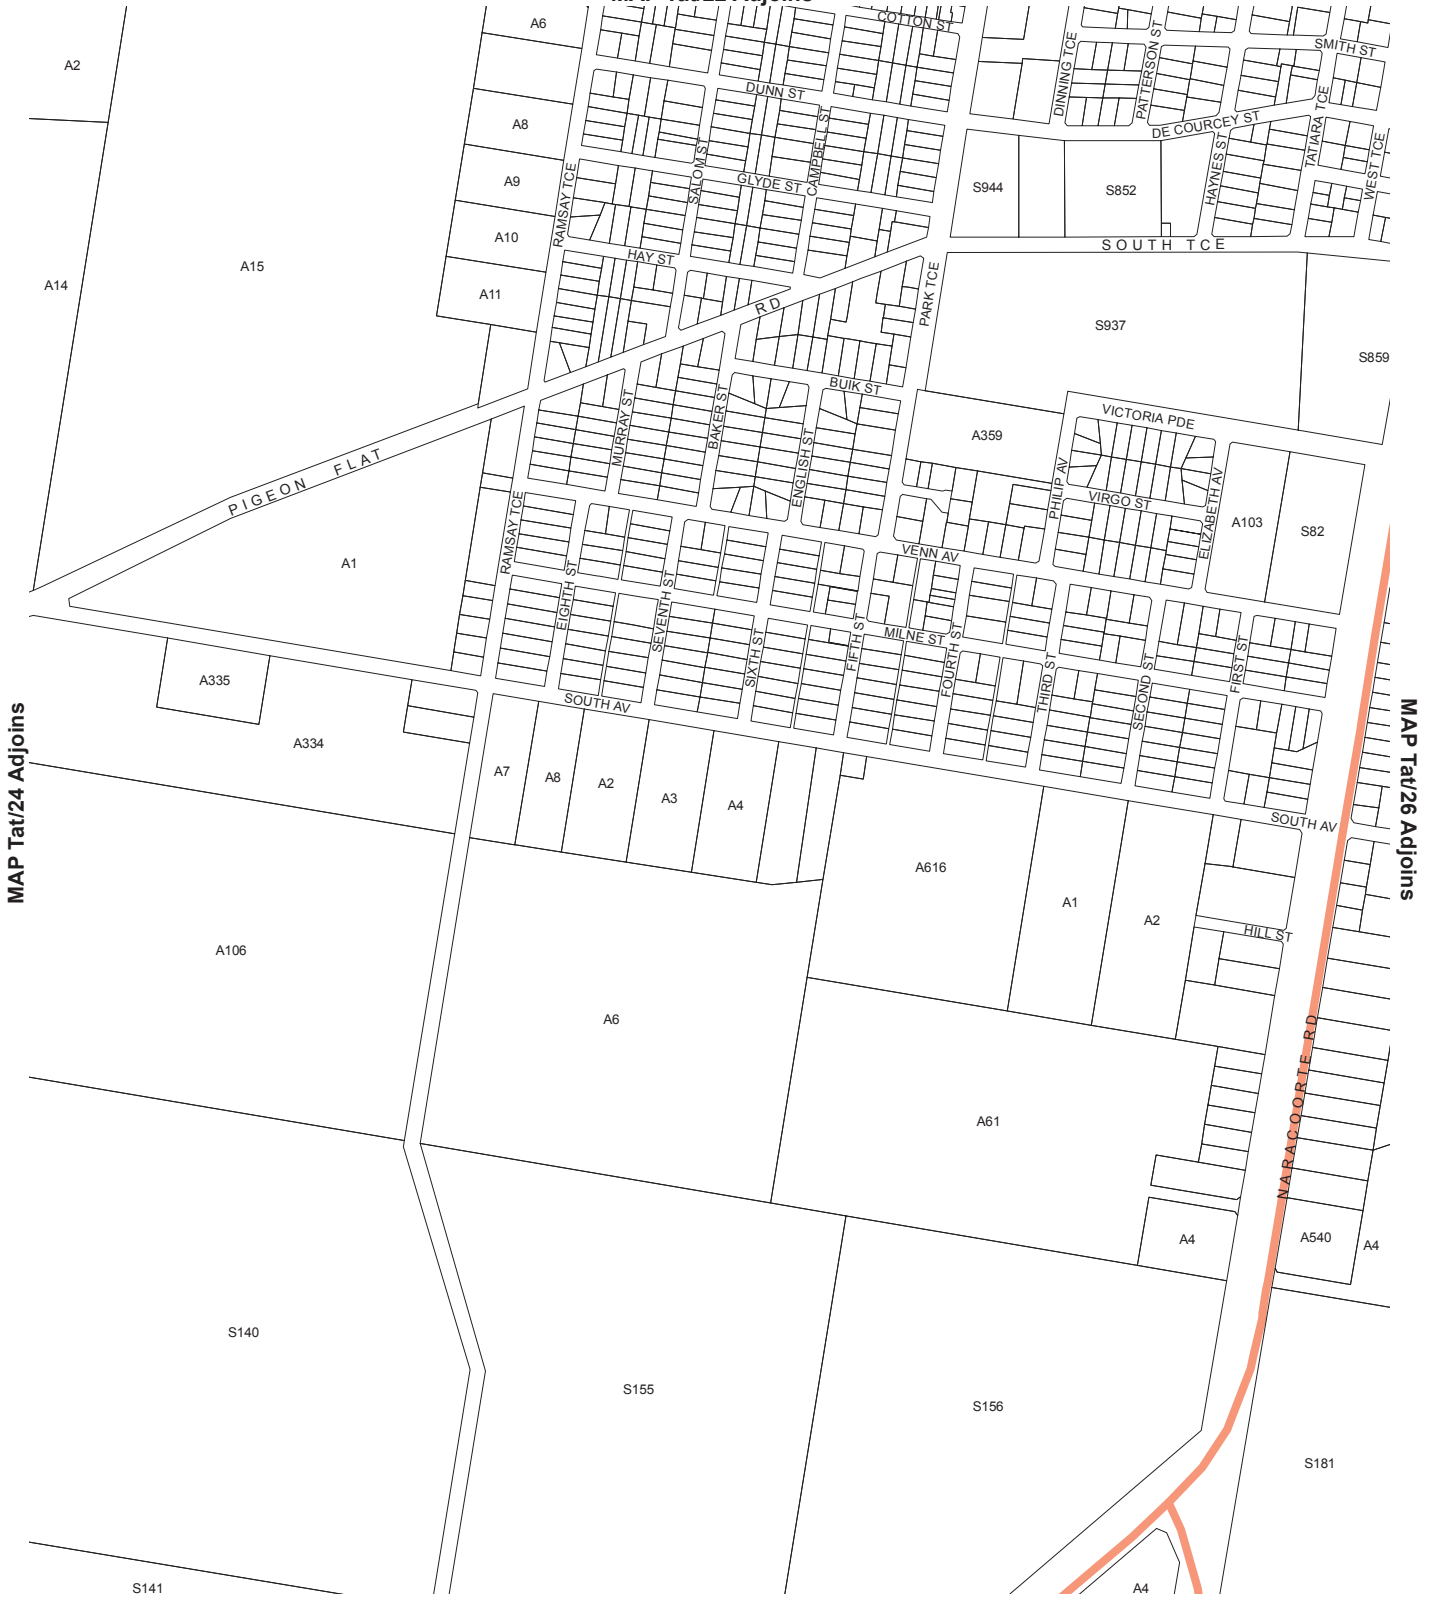 COTTON ST
A6
SMITH ST
A2
DINNING TCE
PATTERSON ST
DUNN ST
TATIARA TCE
A8
DE COURCEY ST
CAMPBELL ST
SALOM ST
HAYNES ST
WEST TCE
A9
GLYDE ST
S944
S852
RAMSAY TCE
A10
SOUTH TCE
HAY ST
A15
A14
A11
PARK TCE
RD
S937
S859
BUIK ST
VICTORIA PDE
A359
MURRAY ST
BAKER ST
ENGLISH ST
PIGEON FLAT
PHILIP AV
VIRGO ST
ELIZABETH AV
A103
S82
RAMSAY TCE
VENN AV
A1
EIGHTH ST
SEVENTH ST
MILNE ST
SIXTH ST
FIFTH ST
FOURTH ST
THIRD ST
SECOND ST
FIRST ST
A335
SOUTH AV
A334
MAP Tat/24 Adjoins
MAP Tat/26 Adjoins
A7
A8
A2
A3
A4
SOUTH AV
A616
A1
A2
HILL ST
A106
A6
NARACOORTE RD
A61
A4
A540
A4
S140
S155
S156
S181
S141
A4